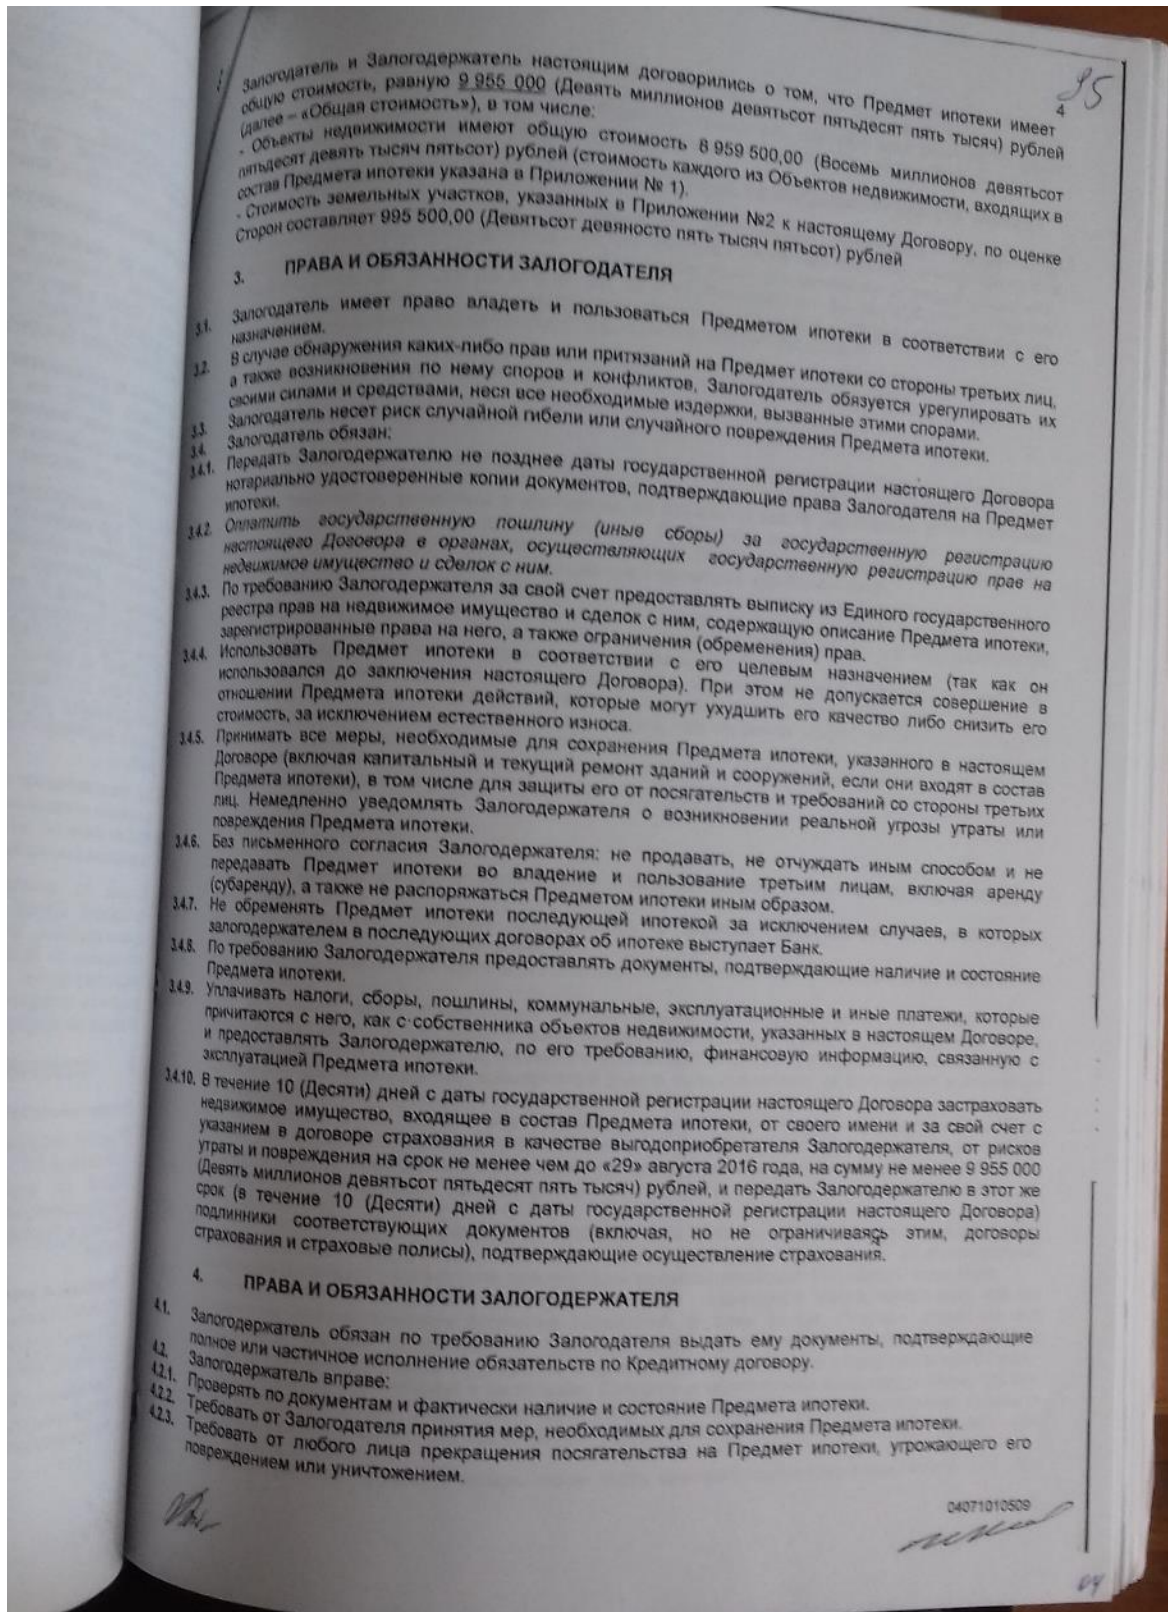 95
4
Залогодатель и Залогодержатель настоящим договорились о том, что Предмет ипотеки имеет
общую стоимость, равную 9 955 000 (Девять миллионов девятьсот пятьдесят пять тысяч) рублей
(далее – «Общая стоимость»), в том числе:
- Объекты недвижимости имеют общую стоимость 8 959 500,00 (Восемь миллионов девятьсот
пятьдесят девять тысяч пятьсот) рублей (стоимость каждого из Объектов недвижимости, входящих в
состав Предмета ипотеки указана в Приложении № 1).
- Стоимость земельных участков, указанных в Приложении №2 к настоящему Договору, по оценке
Сторон составляет 995 500,00 (Девятьсот девяносто пять тысяч пятьсот) рублей
3. ПРАВА И ОБЯЗАННОСТИ ЗАЛОГОДАТЕЛЯ
3.1. Залогодатель имеет право владеть и пользоваться Предметом ипотеки в соответствии с его
назначением.
3.2. В случае обнаружения каких-либо прав или притязаний на Предмет ипотеки со стороны третьих лиц,
а также возникновения по нему споров и конфликтов, Залогодатель обязуется урегулировать их
своими силами и средствами, неся все необходимые издержки, вызванные этими спорами.
3.3. Залогодатель несет риск случайной гибели или случайного повреждения Предмета ипотеки.
3.4. Залогодатель обязан:
3.4.1. Передать Залогодержателю не позднее даты государственной регистрации настоящего Договора
нотариально удостоверенные копии документов, подтверждающие права Залогодателя на Предмет
ипотеки.
3.4.2. Оплатить государственную пошлину (иные сборы) за государственную регистрацию
настоящего Договора в органах, осуществляющих государственную регистрацию прав на
недвижимое имущество и сделок с ним.
3.4.3. По требованию Залогодержателя за свой счет предоставлять выписку из Единого государственного
реестра прав на недвижимое имущество и сделок с ним, содержащую описание Предмета ипотеки,
зарегистрированные права на него, а также ограничения (обременения) прав.
3.4.4. Использовать Предмет ипотеки в соответствии с его целевым назначением (так как он
использовался до заключения настоящего Договора). При этом не допускается совершение в
отношении Предмета ипотеки действий, которые могут ухудшить его качество либо снизить его
стоимость, за исключением естественного износа.
3.4.5. Принимать все меры, необходимые для сохранения Предмета ипотеки, указанного в настоящем
Договоре (включая капитальный и текущий ремонт зданий и сооружений, если они входят в состав
Предмета ипотеки), в том числе для защиты его от посягательств и требований со стороны третьих
лиц. Немедленно уведомлять Залогодержателя о возникновении реальной угрозы утраты или
повреждения Предмета ипотеки.
3.4.6. Без письменного согласия Залогодержателя: не продавать, не отчуждать иным способом и не
передавать Предмет ипотеки во владение и пользование третьим лицам, включая аренду
(субаренду), а также не распоряжаться Предметом ипотеки иным образом.
3.4.7. Не обременять Предмет ипотеки последующей ипотекой за исключением случаев, в которых
залогодержателем в последующих договорах об ипотеке выступает Банк.
3.4.8. По требованию Залогодержателя предоставлять документы, подтверждающие наличие и состояние
Предмета ипотеки.
3.4.9. Уплачивать налоги, сборы, пошлины, коммунальные, эксплуатационные и иные платежи, которые
причитаются с него, как с собственника объектов недвижимости, указанных в настоящем Договоре,
и предоставлять Залогодержателю, по его требованию, финансовую информацию, связанную с
эксплуатацией Предмета ипотеки.
3.4.10. В течение 10 (Десяти) дней с даты государственной регистрации настоящего Договора застраховать
недвижимое имущество, входящее в состав Предмета ипотеки, от своего имени и за свой счет с
указанием в договоре страхования в качестве выгодоприобретателя Залогодержателя, от рисков
утраты и повреждения на срок не менее чем до «29» августа 2016 года, на сумму не менее 9 955 000
(Девять миллионов девятьсот пятьдесят пять тысяч) рублей, и передать Залогодержателю в этот же
срок (в течение 10 (Десяти) дней с даты государственной регистрации настоящего Договора)
подлинники соответствующих документов (включая, но не ограничиваясь этим, договоры
страхования и страховые полисы), подтверждающие осуществление страхования.
4. ПРАВА И ОБЯЗАННОСТИ ЗАЛОГОДЕРЖАТЕЛЯ
4.1. Залогодержатель обязан по требованию Залогодателя выдать ему документы, подтверждающие
полное или частичное исполнение обязательств по Кредитному договору.
4.2. Залогодержатель вправе:
4.2.1. Проверять по документам и фактически наличие и состояние Предмета ипотеки.
4.2.2. Требовать от Залогодателя принятия мер, необходимых для сохранения Предмета ипотеки.
4.2.3. Требовать от любого лица прекращения посягательства на Предмет ипотеки, угрожающего его
повреждением или уничтожением.
04071010509